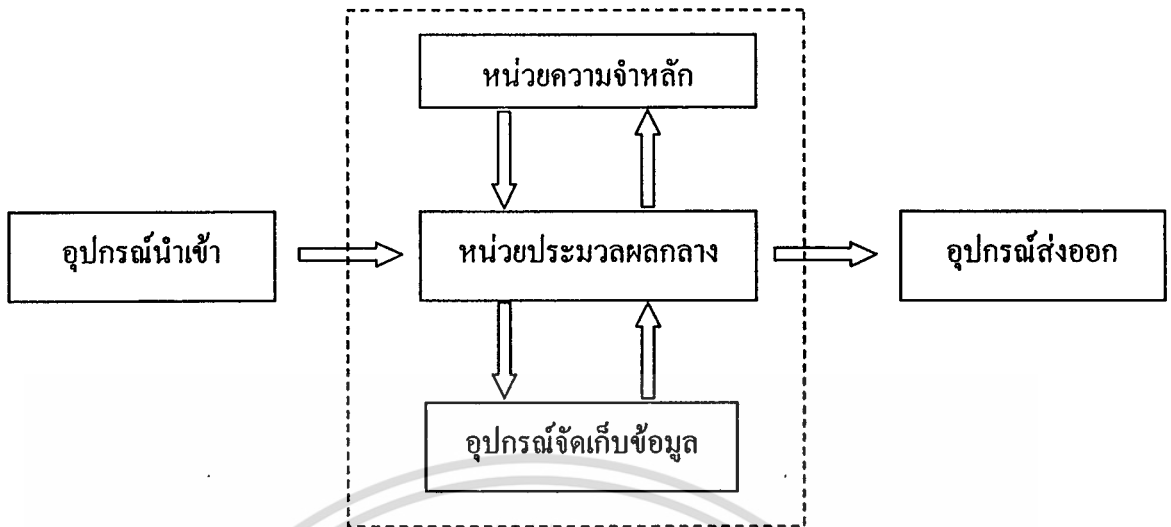 หน่วยความจำหลัก
อุปกรณ์นำเข้า
หน่วยประมวลผลกลาง
อุปกรณ์ส่งออก
อุปกรณ์จัดเก็บข้อมูล